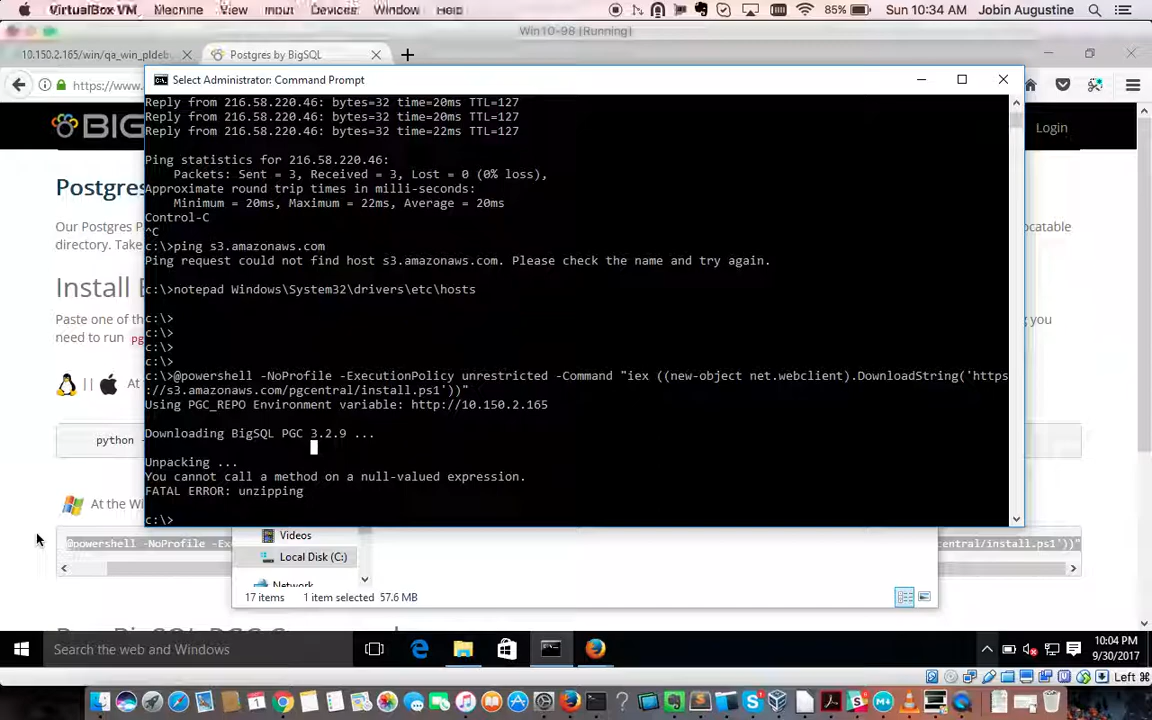 VirtualBox VM Machine View Input Devices Window Help 85% Sun 10:34 AM Jobin Augustine
Win10-98 [Running]
10.150.2.165/win/qa_win_pldeb
Postgres by BigSQL
https://www.
Select Administrator: Command Prompt
BIG
Login
Reply from 216.58.220.46: bytes=32 time=20ms TTL=127
Reply from 216.58.220.46: bytes=32 time=20ms TTL=127
Reply from 216.58.220.46: bytes=32 time=22ms TTL=127
Ping statistics for 216.58.220.46:
Packets: Sent = 3, Received = 3, Lost = 0 (0% loss),
Approximate round trip times in milli-seconds:
Minimum = 20ms, Maximum = 22ms, Average = 20ms
Control-C
^C
c:\>ping s3.amazonaws.com
Ping request could not find host s3.amazonaws.com. Please check the name and try again.
c:\>notepad Windows\System32\drivers\etc\hosts
c:\>
c:\>
c:\>
c:\>
c:\>@powershell -NoProfile -ExecutionPolicy unrestricted -Command "iex ((new-object net.webclient).DownloadString('https
://s3.amazonaws.com/pgcentral/install.ps1'))"
Using PGC_REPO Environment variable: http://10.150.2.165
Downloading BigSQL PGC 3.2.9 ...
Unpacking ...
You cannot call a method on a null-valued expression.
FATAL ERROR: unzipping
c:\>
Postgres
Our Postgres P
ocatable
directory. Take
Install B
Paste one of th
ng you
need to run pg
|| At
python -
At the Wi
@powershell -NoProfile -Ex
gcentral/install.ps1'))"
Videos
Local Disk (C:)
Network
17 items 1 item selected 57.6 MB
Search the web and Windows
10:04 PM
9/30/2017
Left ⌘